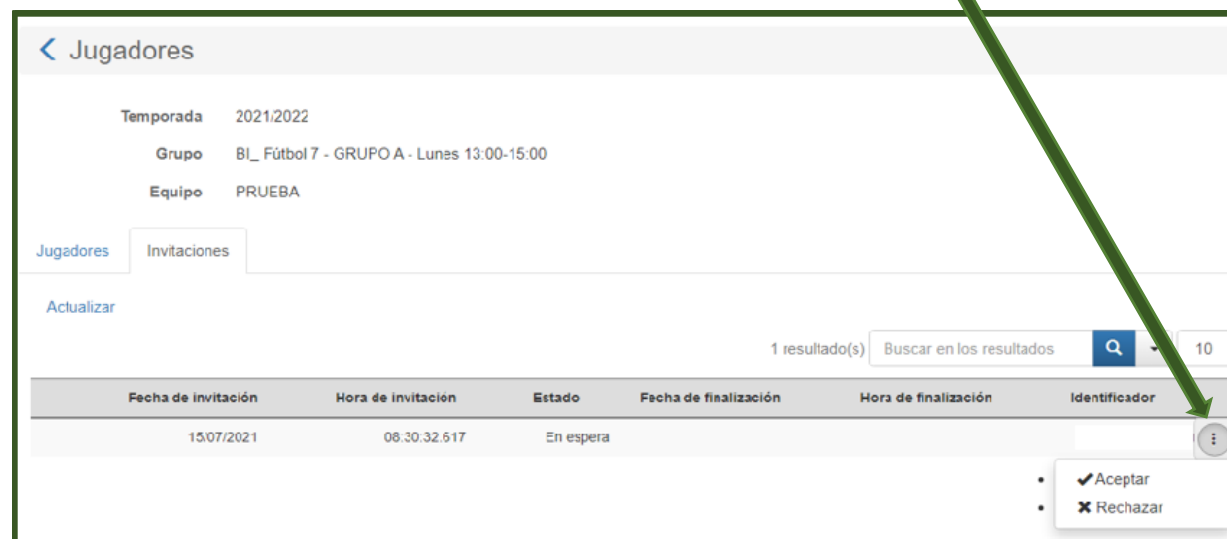 Jugadores
Temporada 2021/2022
Grupo BI_ Fútbol 7 - GRUPO A - Lunes 13:00-15:00
Equipo PRUEBA
Jugadores Invitaciones
Actualizar
1 resultado(s) Buscar en los resultados 10
Fecha de invitación Hora de invitación Estado Fecha de finalización Hora de finalización Identificador
15/07/2021 08:30:32.617 En espera
Aceptar
Rechazar